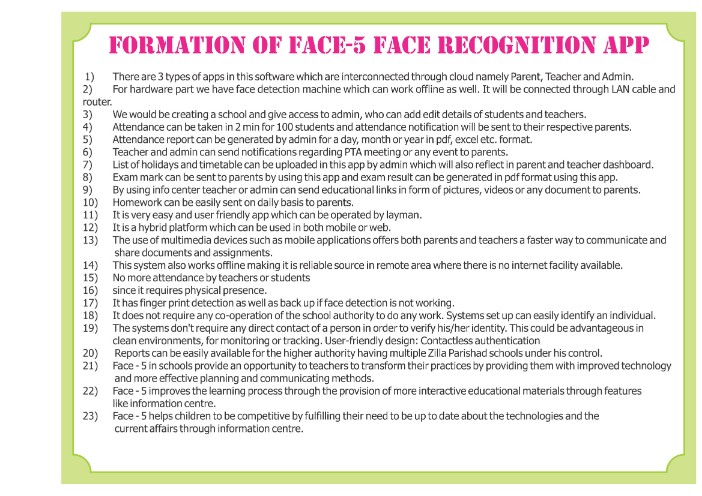 FORMATION OF FACE-5 FACE RECOGNITION APP
1) There are 3 types of apps in this software which are interconnected through cloud namely Parent, Teacher and Admin.
2) For hardware part we have face detection machine which can work offline as well. It will be connected through LAN cable and
router.
3) We would be creating a school and give access to admin, who can add edit details of students and teachers.
4) Attendance can be taken in 2 min for 100 students and attendance notification will be sent to their respective parents.
5) Attendance report can be generated by admin for a day, month or year in pdf, excel etc. format.
6) Teacher and admin can send notifications regarding PTA meeting or any event to parents.
7) List of holidays and timetable can be uploaded in this app by admin which will also reflect in parent and teacher dashboard.
8) Exam mark can be sent to parents by using this app and exam result can be generated in pdf format using this app.
9) By using info center teacher or admin can send educational links in form of pictures, videos or any document to parents.
10) Homework can be easily sent on daily basis to parents.
11) It is very easy and user friendly app which can be operated by layman.
12) It is a hybrid platform which can be used in both mobile or web.
13) The use of multimedia devices such as mobile applications offers both parents and teachers a faster way to communicate and
share documents and assignments.
14) This system also works offline making it is reliable source in remote area where there is no internet facility available.
15) No more attendance by teachers or students
16) since it requires physical presence.
17) It has finger print detection as well as back up if face detection is not working.
18) It does not require any co-operation of the school authority to do any work. Systems set up can easily identify an individual.
19) The systems don't require any direct contact of a person in order to verify his/her identity. This could be advantageous in
clean environments, for monitoring or tracking. User-friendly design: Contactless authentication
20) Reports can be easily available for the higher authority having multiple Zilla Parishad schools under his control.
21) Face - 5 in schools provide an opportunity to teachers to transform their practices by providing them with improved technology
and more effective planning and communicating methods.
22) Face - 5 improves the learning process through the provision of more interactive educational materials through features
like information centre.
23) Face - 5 helps children to be competitive by fulfilling their need to be up to date about the technologies and the
current affairs through information centre.